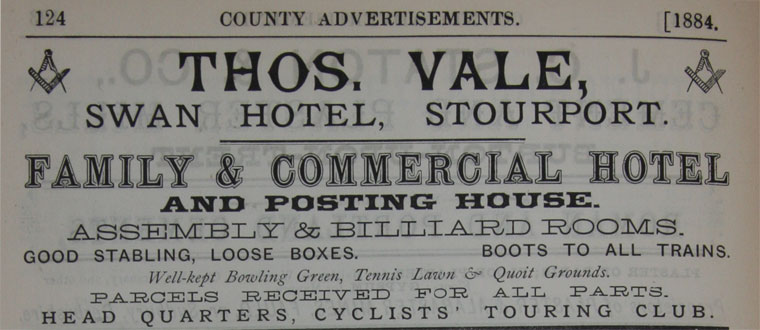 124 COUNTY ADVERTISEMENTS. [1884.
THOS. VALE,
SWAN HOTEL, STOURPORT.
FAMILY & COMMERCIAL HOTEL
AND POSTING HOUSE.
ASSEMBLY & BILLIARD ROOMS.
GOOD STABLING, LOOSE BOXES. BOOTS TO ALL TRAINS.
Well-kept Bowling Green, Tennis Lawn & Quoit Grounds.
PARCELS RECEIVED FOR ALL PARTS.
HEAD QUARTERS, CYCLISTS' TOURING CLUB.